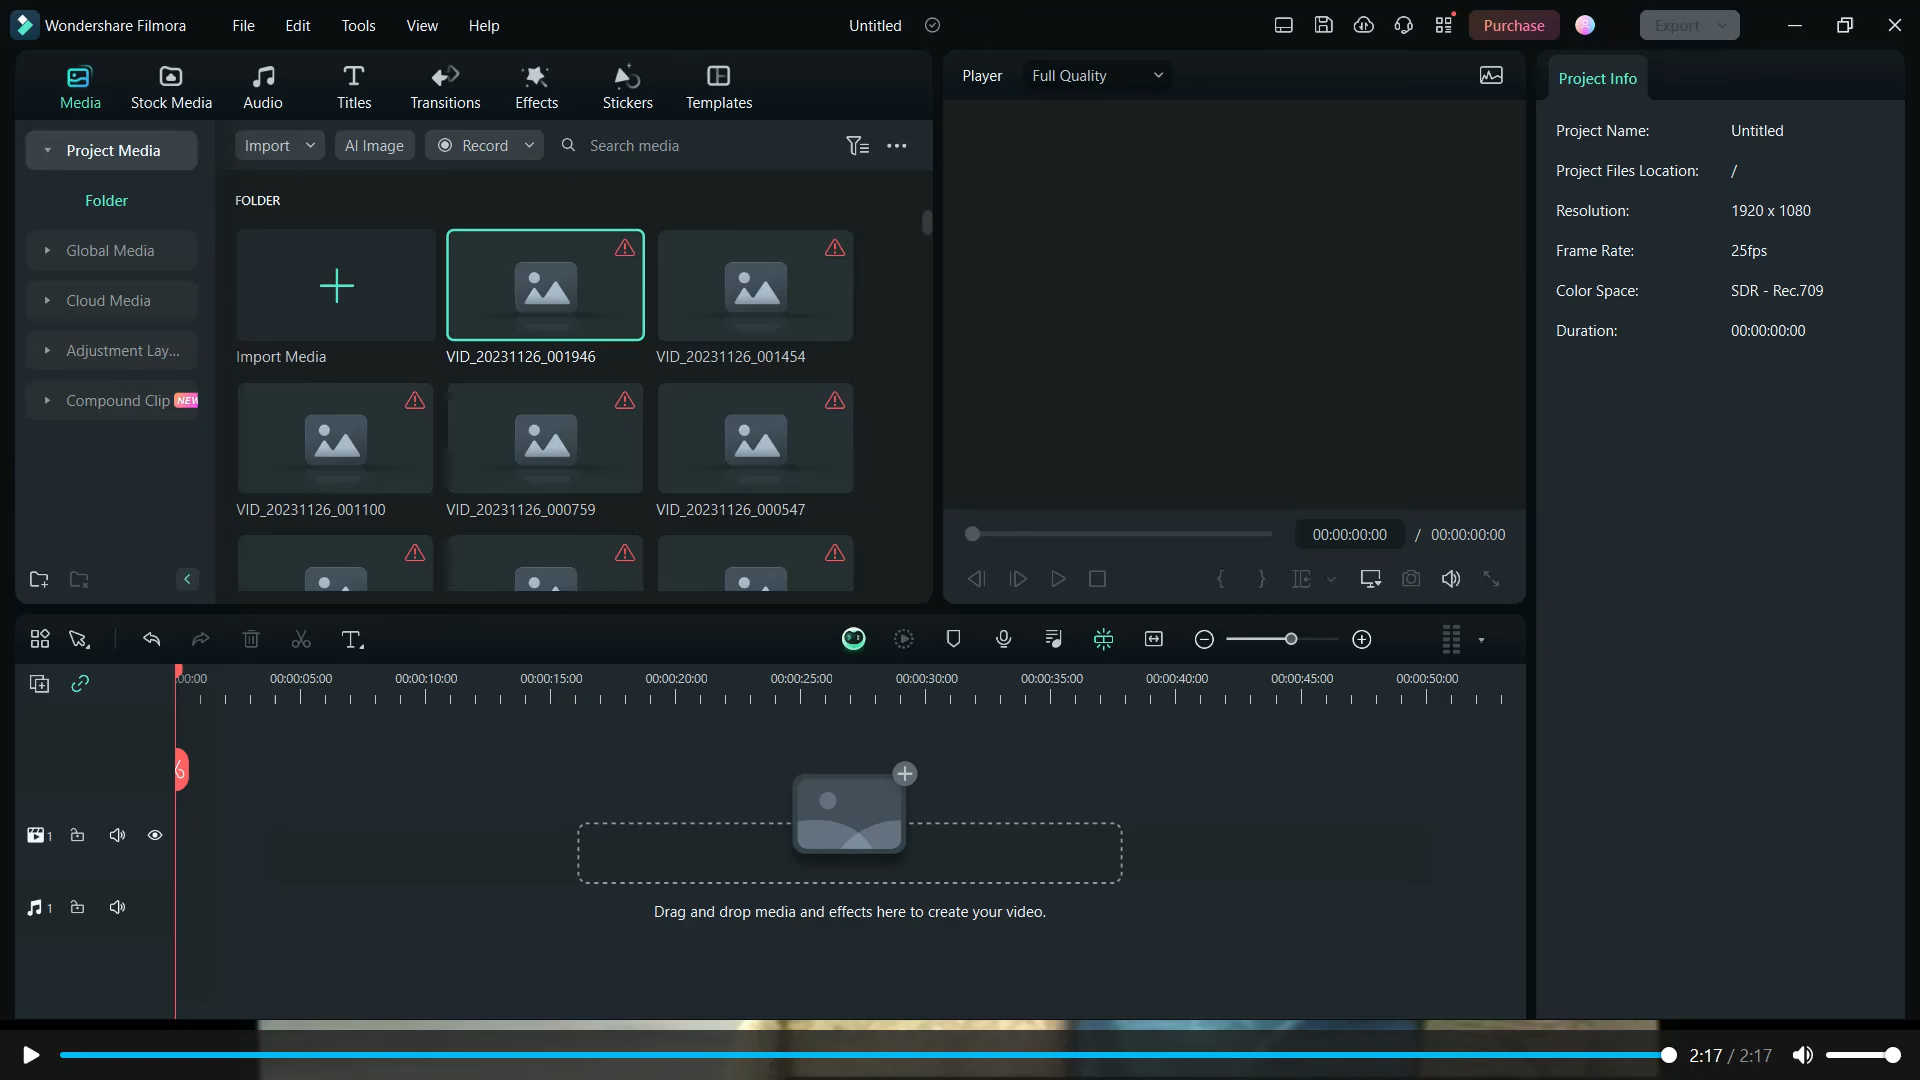 Wondershare Filmora
File
Edit
Tools
View
Help
Untitled
Purchase
Export
Media
Stock Media
Audio
Titles
Transitions
Effects
Stickers
Templates
Player
Full Quality
Project Info
Project Media
Import
AI Image
Record
Search media
Folder
Global Media
Cloud Media
Adjustment Lay...
Compound Clip
NEW
FOLDER
Import Media
VID_20231126_001946
VID_20231126_001454
VID_20231126_001100
VID_20231126_000759
VID_20231126_000547
00:00:00:00 / 00:00:00:00
Project Name: Untitled
Project Files Location: /
Resolution: 1920 x 1080
Frame Rate: 25fps
Color Space: SDR - Rec.709
Duration: 00:00:00:00
:00:00
00:00:05:00
00:00:10:00
00:00:15:00
00:00:20:00
00:00:25:00
00:00:30:00
00:00:35:00
00:00:40:00
00:00:45:00
00:00:50:00
1
1
Drag and drop media and effects here to create your video.
2:17 / 2:17